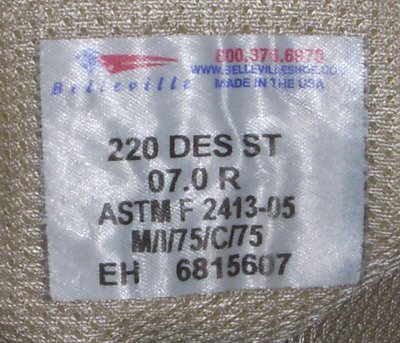 800.376.6978
WWW.BELLEVILLESHOE.COM
Belleville MADE IN THE USA
220 DES ST
07.0 R
ASTM F 2413-05
M/I/75/C/75
EH 6815607